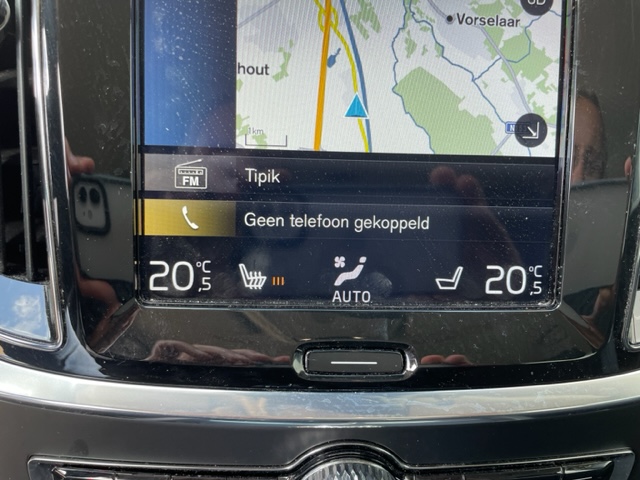 Vorselaar
hout
1km
FM
Tipik
Geen telefoon gekoppeld
20,5 °C
AUTO
20,5 °C